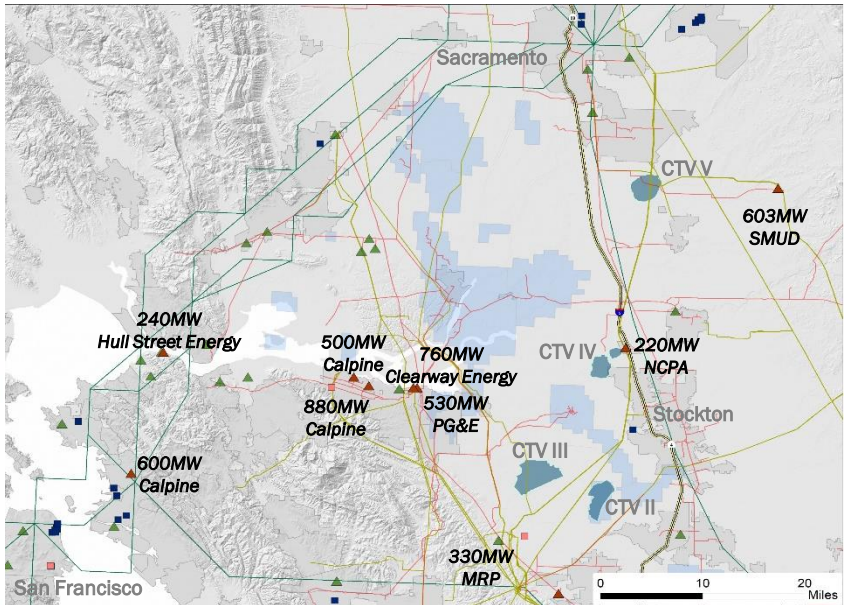 Sacramento
CTV V
603MW
SMUD
240MW
Hull Street Energy
500MW
Calpine
760MW
Clearway Energy
CTV IV
220MW
NCPA
880MW
Calpine
530MW
PG&E
Stockton
CTV III
600MW
Calpine
CTV II
330MW
MRP
San Francisco
0 10 20
Miles